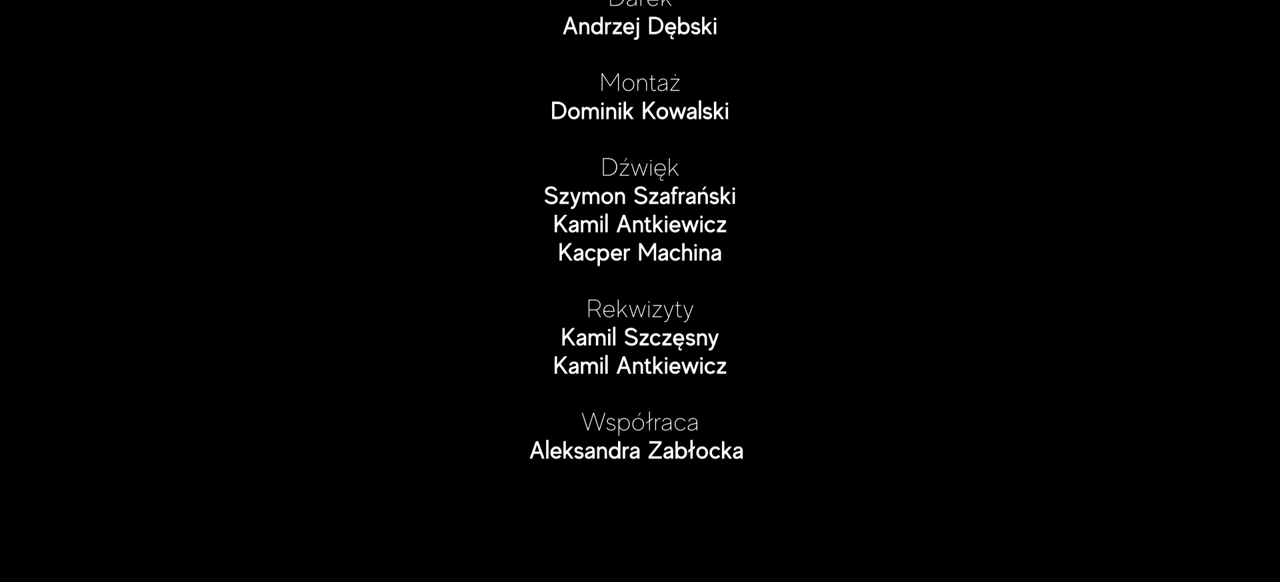 Darek
Andrzej Dębski
Montaż
Dominik Kowalski
Dźwięk
Szymon Szafrański
Kamil Antkiewicz
Kacper Machina
Rekwizyty
Kamil Szczęsny
Kamil Antkiewicz
Współraca
Aleksandra Zabłocka